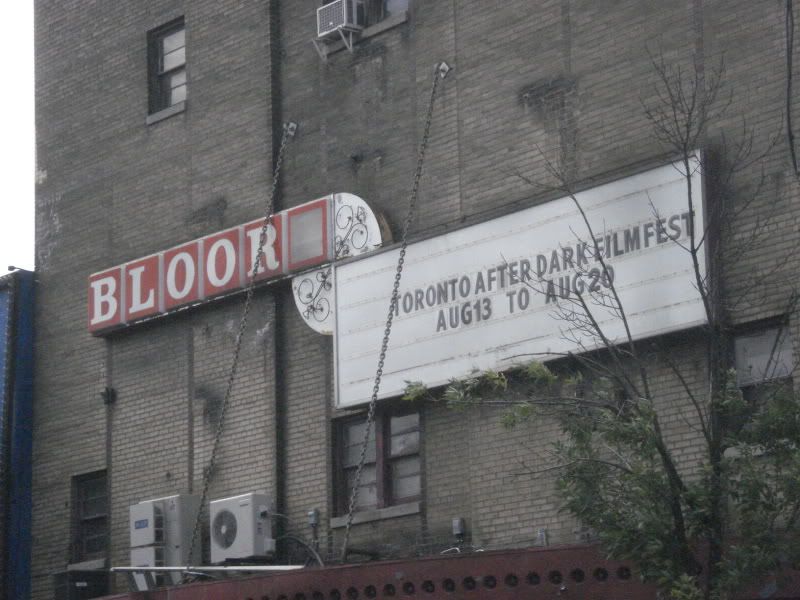 BLOOR
TORONTO AFTER DARK FILM FEST
AUG 13 TO AUG 20